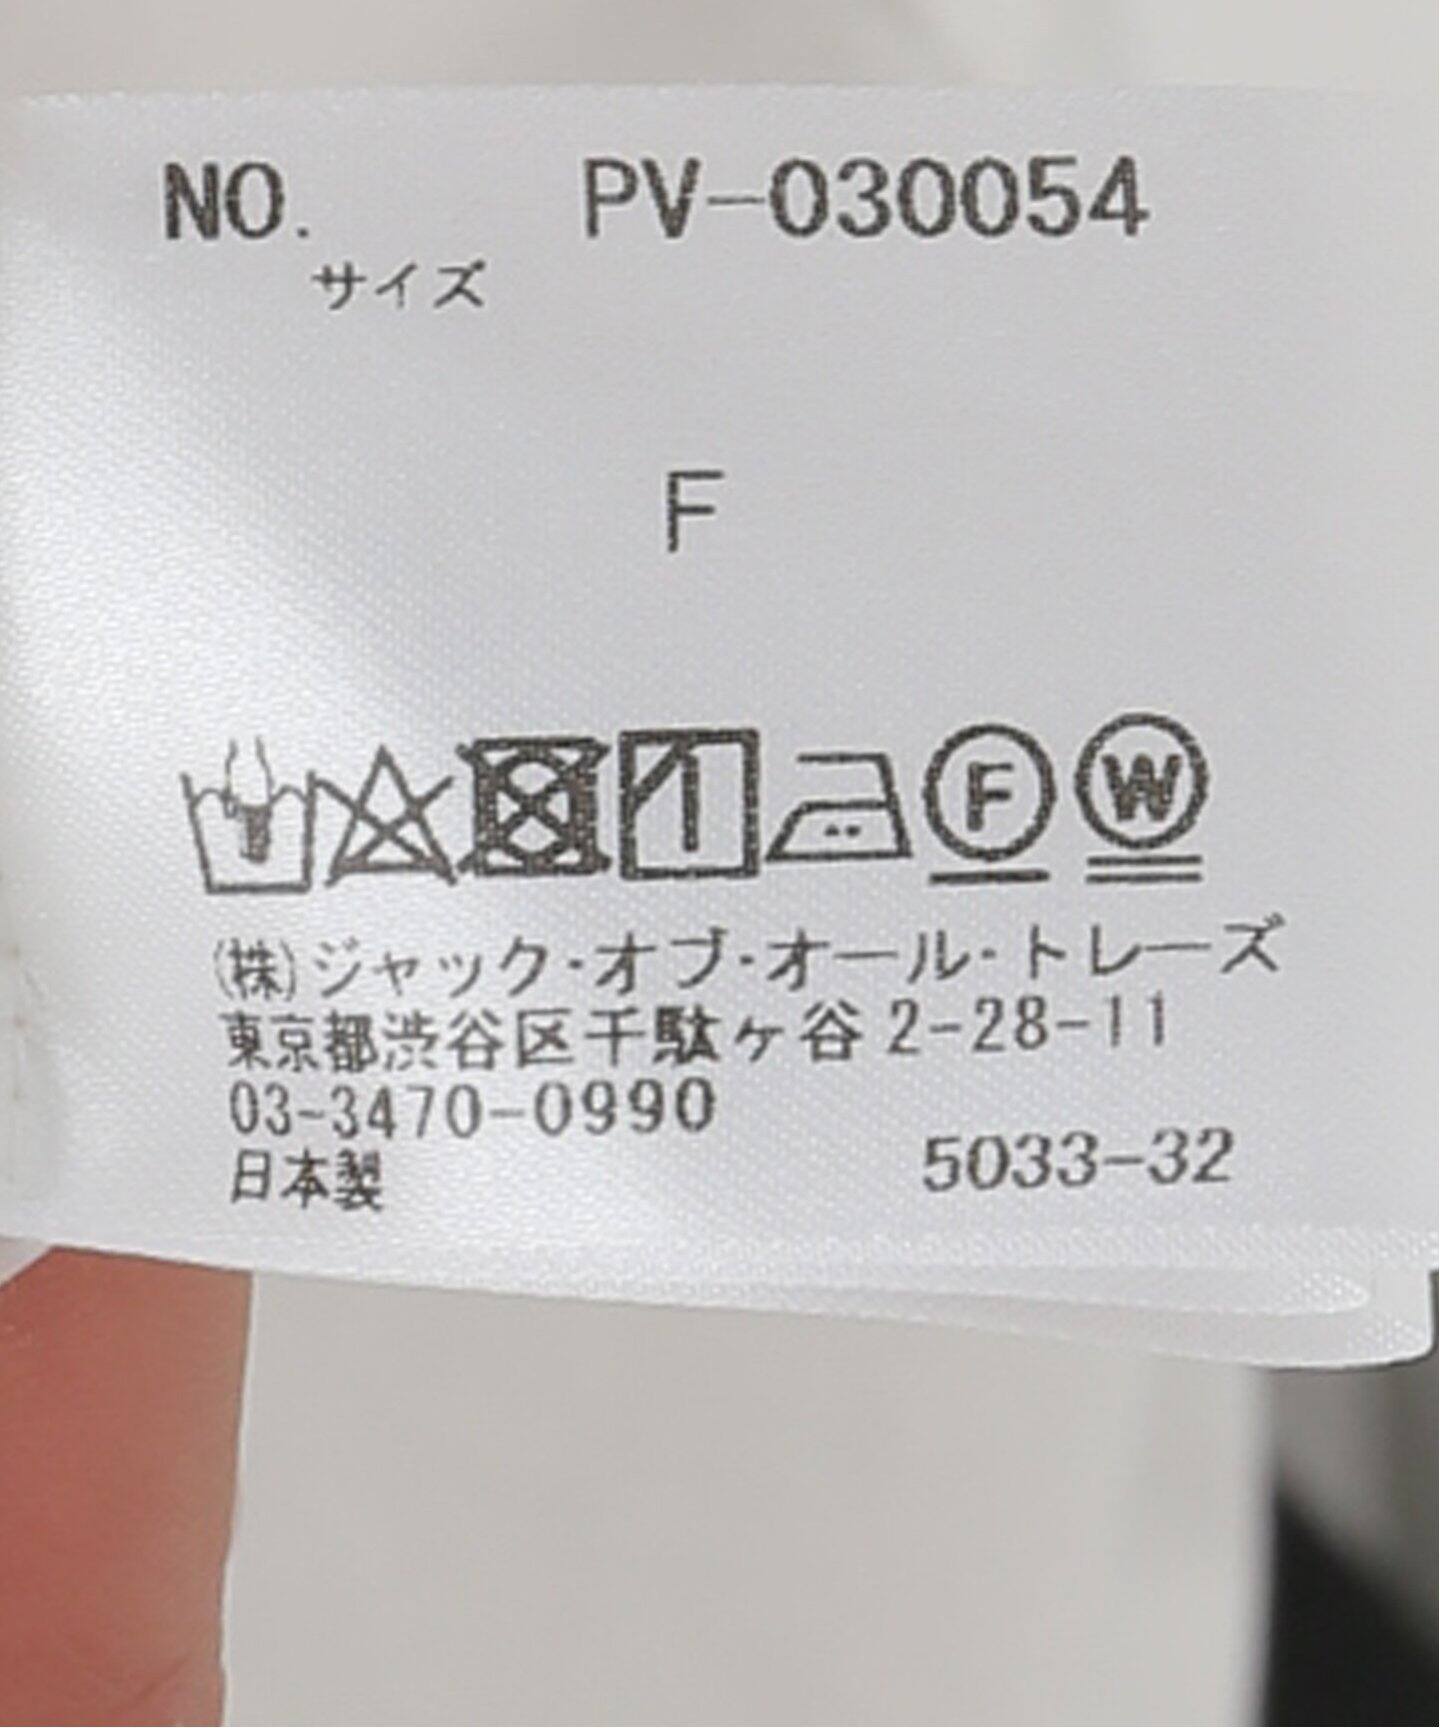 NO. PV-030054
サイズ
F
F W
(株)ジャック・オブ・オール・トレーズ
東京都渋谷区千駄ヶ谷2-28-11
03-3470-0990
日本製 5033-32